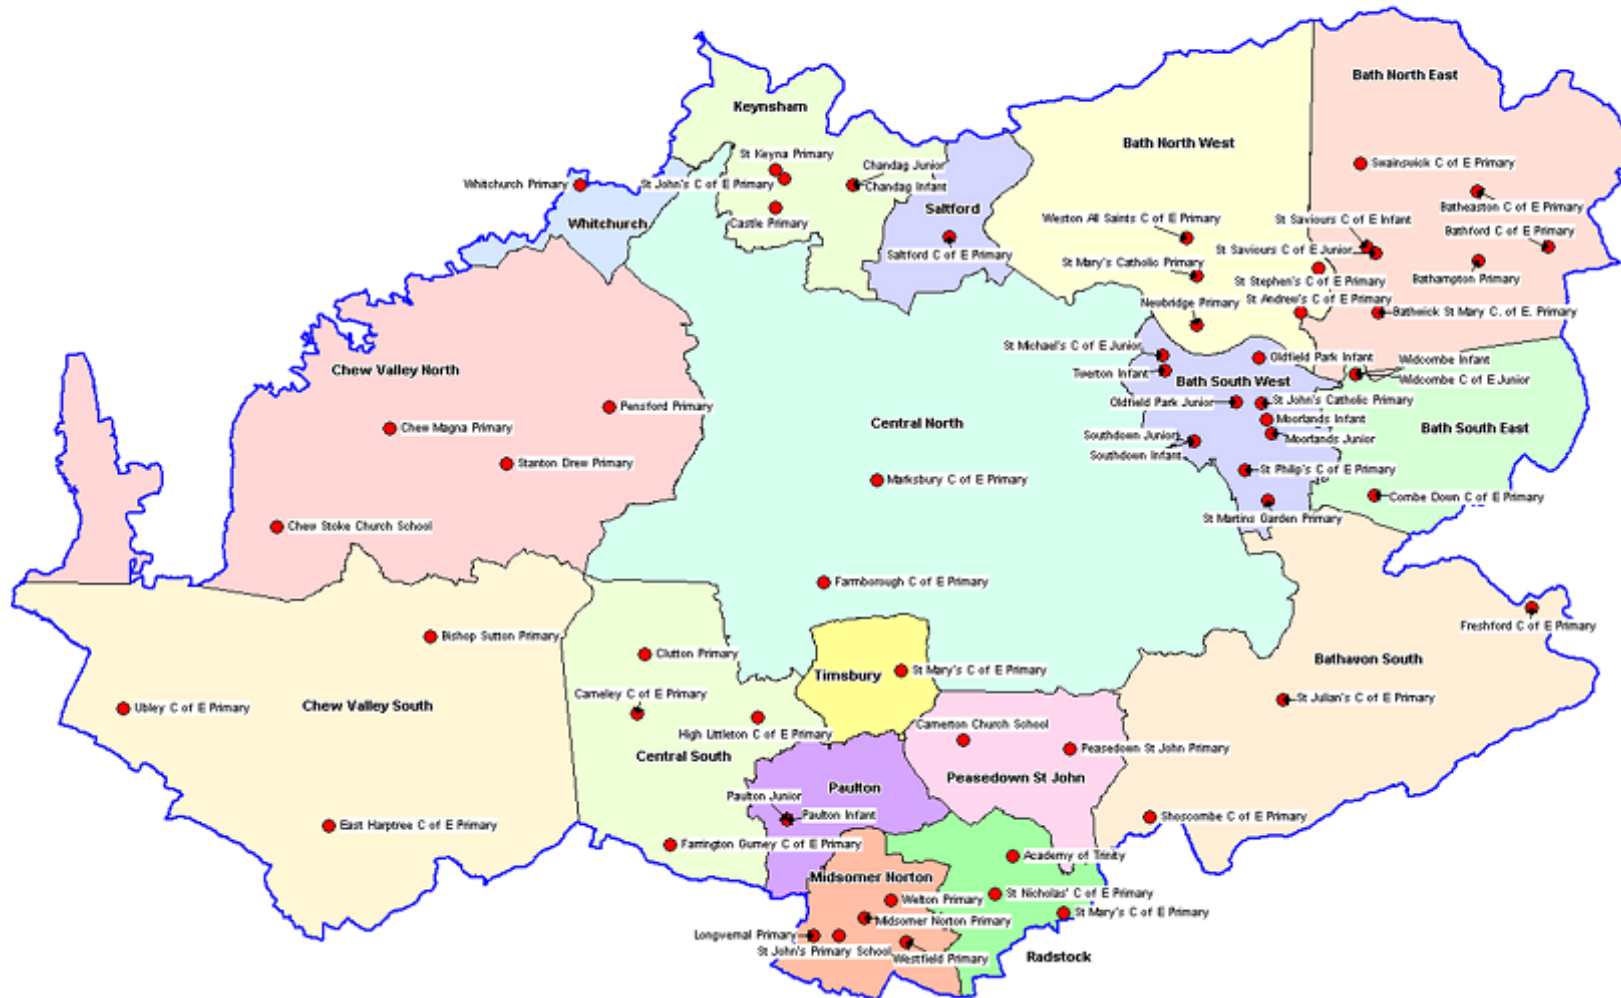 Bath North East
Keynsham
Bath North West
St Keyna Primary
Swainswick C of E Primary
Chandag Junior
Whitchurch Primary
St John's C of E Primary
Chandag Infant
Batheaston C of E Primary
Saltford
Whitchurch
Castle Primary
Weston All Saints C of E Primary
St Saviours C of E Infant
Bathford C of E Primary
Saltford C of E Primary
St Saviours C of E Junior
St Mary's Catholic Primary
Bathampton Primary
St Stephen's C of E Primary
Newbridge Primary
St Andrew's C of E Primary
Bathwick St Mary C. of E. Primary
St Michael's C of E Junior
Oldfield Park Infant
Widcombe Infant
Chew Valley North
Twerton Infant
Bath South West
Widcombe C of E Junior
Pensford Primary
Oldfield Park Junior
St John's Catholic Primary
Chew Magna Primary
Central North
Moorlands Infant
Bath South East
Southdown Junior
Moorlands Junior
Southdown Infant
Stanton Drew Primary
St Philip's C of E Primary
Marksbury C of E Primary
Combe Down C of E Primary
St Martins Garden Primary
Chew Stoke Church School
Farmborough C of E Primary
Freshford C of E Primary
Bishop Sutton Primary
Clutton Primary
Bathavon South
St Mary's C of E Primary
Timsbury
Cameley C of E Primary
St Julian's C of E Primary
Ubley C of E Primary
Chew Valley South
High Littleton C of E Primary
Camerton Church School
Peasedown St John Primary
Central South
Peasedown St John
Paulton
Paulton Junior
Paulton Infant
Shoscombe C of E Primary
East Harptree C of E Primary
Farrington Gurney C of E Primary
Academy of Trinity
Midsomer Norton
St Nicholas' C of E Primary
Welton Primary
St Mary's C of E Primary
Midsomer Norton Primary
Longvernal Primary
St John's Primary School
Westfield Primary
Radstock